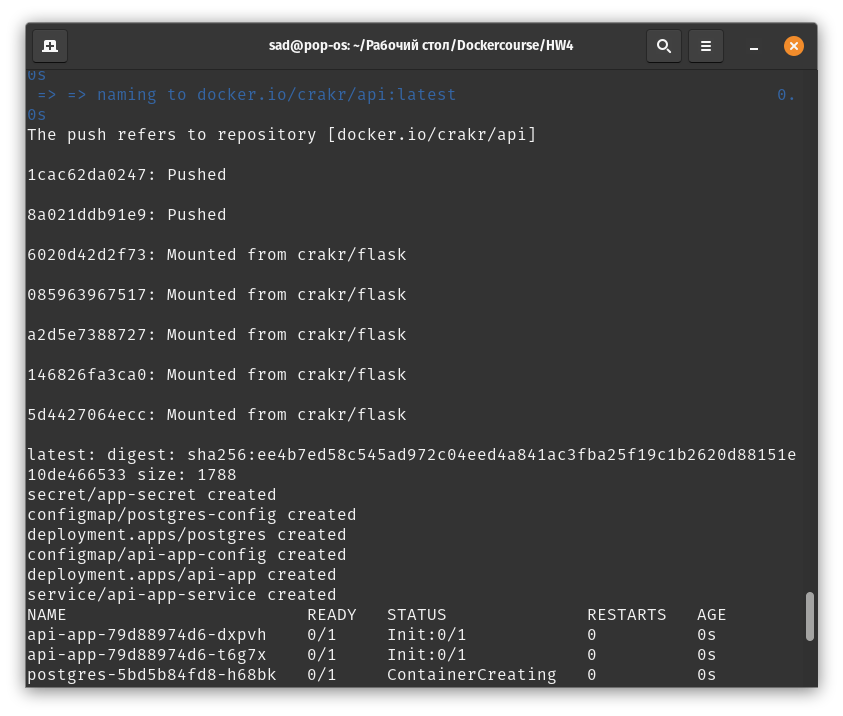 sad@pop-os: ~/Рабочий стол/Dockercourse/HW4
0s
=> => naming to docker.io/crakr/api:latest 0.
0s
The push refers to repository [docker.io/crakr/api]
1cac62da0247: Pushed
8a021ddb91e9: Pushed
6020d42d2f73: Mounted from crakr/flask
085963967517: Mounted from crakr/flask
a2d5e7388727: Mounted from crakr/flask
146826fa3ca0: Mounted from crakr/flask
5d4427064ecc: Mounted from crakr/flask
latest: digest: sha256:ee4b7ed58c545ad972c04eed4a841ac3fba25f19c1b2620d88151e
10de466533 size: 1788
secret/app-secret created
configmap/postgres-config created
deployment.apps/postgres created
configmap/api-app-config created
deployment.apps/api-app created
service/api-app-service created
NAME READY STATUS RESTARTS AGE
api-app-79d88974d6-dxpvh 0/1 Init:0/1 0 0s
api-app-79d88974d6-t6g7x 0/1 Init:0/1 0 0s
postgres-5bd5b84fd8-h68bk 0/1 ContainerCreating 0 0s